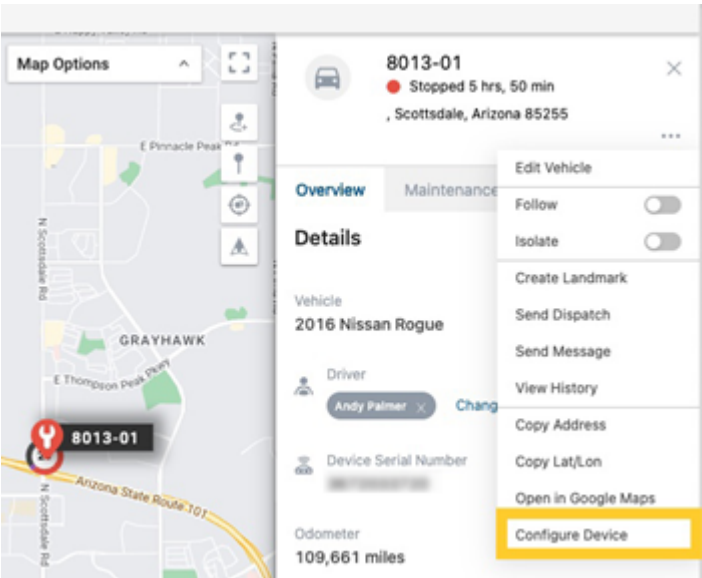 Map Options
E Pinnacle Peak
N Scottsdale Rd
GRAYHAWK
E Thompson Peak Pkwy
8013-01
Arizona State Route 101
N Scottsdale Rd
8013-01
Stopped 5 hrs, 50 min
, Scottsdale, Arizona 85255
...
Overview
Maintenance
Details
Vehicle
2016 Nissan Rogue
Driver
Andy Palmer
Chang
Device Serial Number
Odometer
109,661 miles
Edit Vehicle
Follow
Isolate
Create Landmark
Send Dispatch
Send Message
View History
Copy Address
Copy Lat/Lon
Open in Google Maps
Configure Device